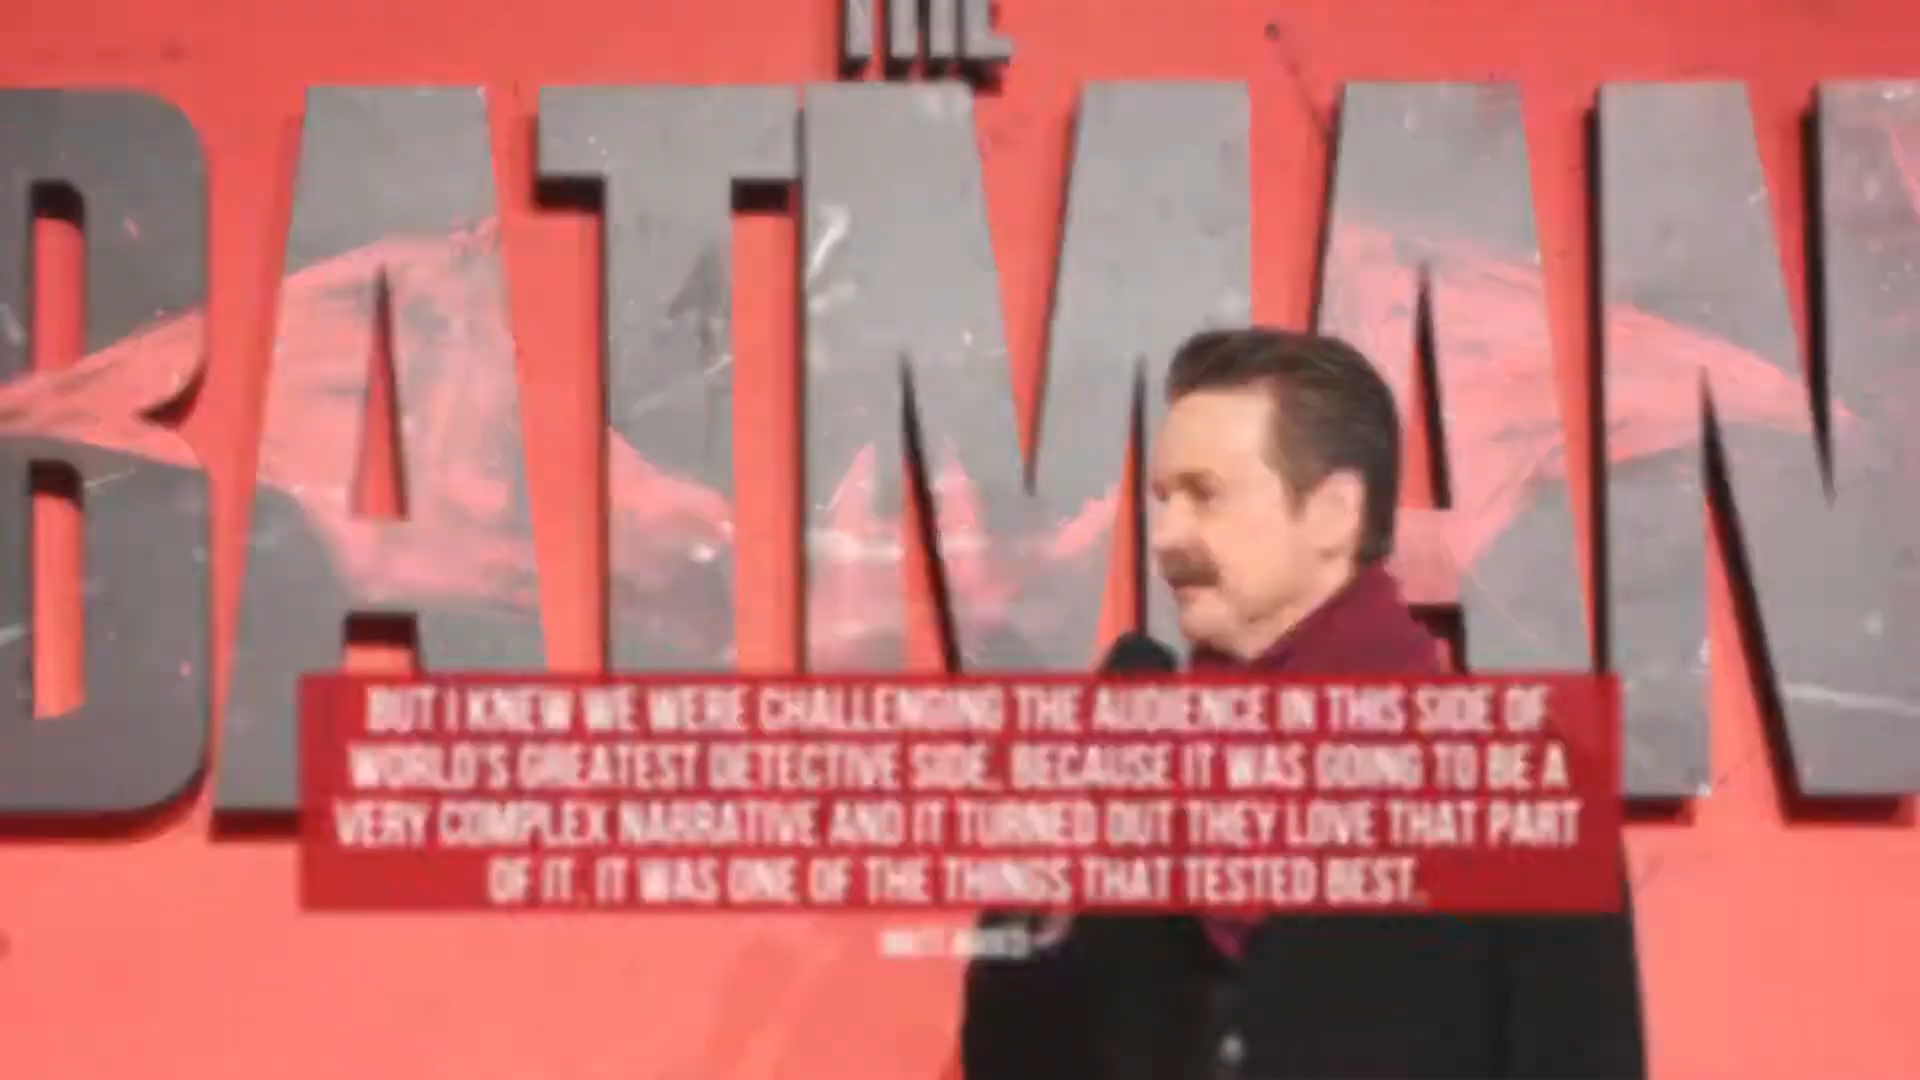 THE
BATMAN
BUT I KNEW WE WERE CHALLENGING THE AUDIENCE IN THIS SIDE OF
WORLD'S GREATEST DETECTIVE SIDE. BECAUSE IT WAS GOING TO BE A
VERY COMPLEX NARRATIVE AND IT TURNED OUT THEY LOVE THAT PART
OF IT. IT WAS ONE OF THE THINGS THAT TESTED BEST.